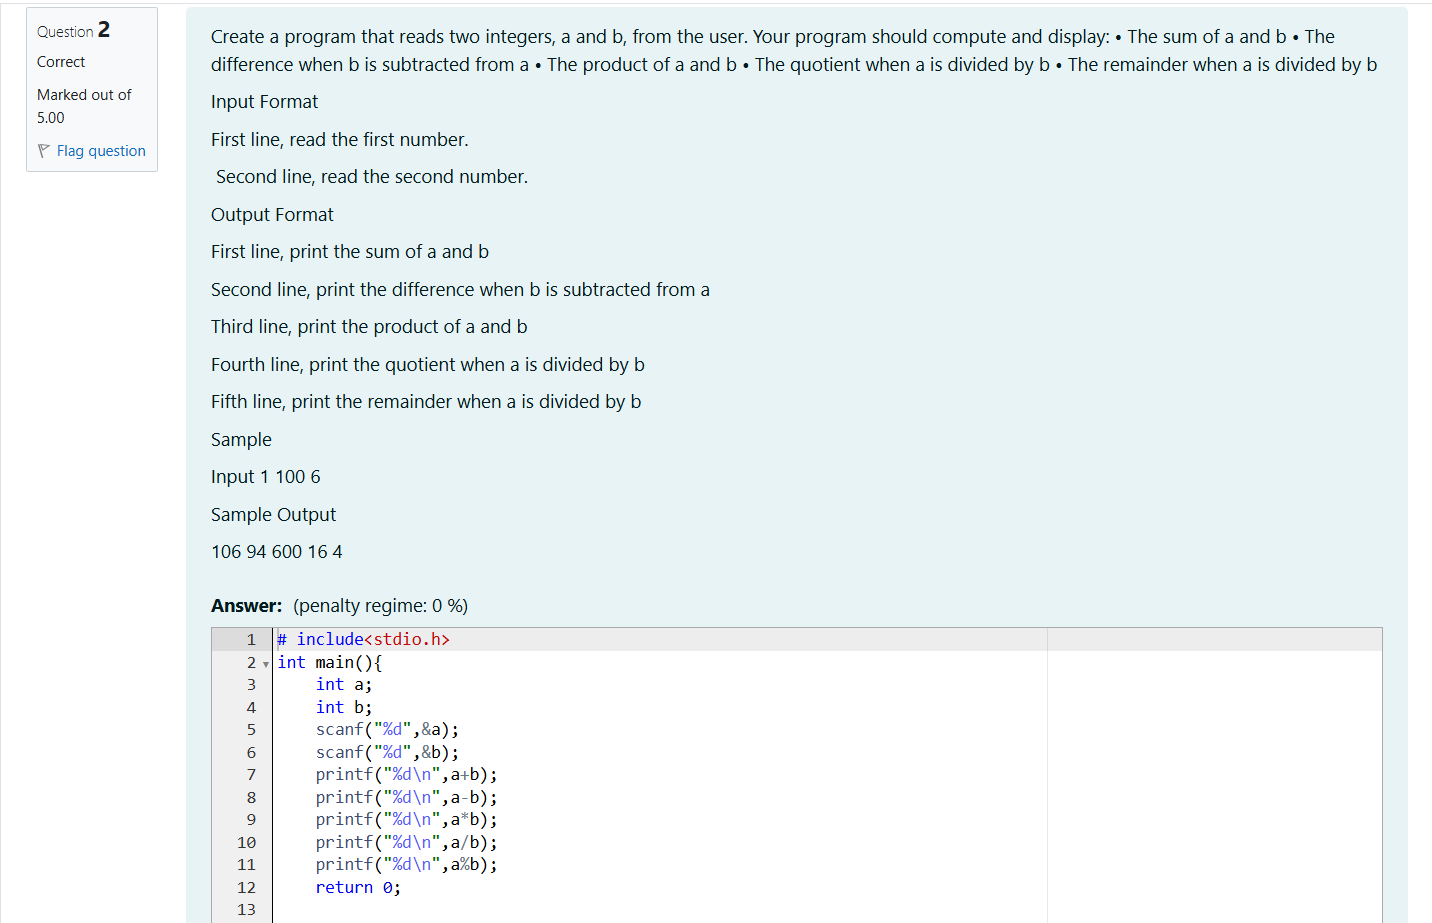 Question 2
Correct
Marked out of
5.00
Flag question
Create a program that reads two integers, a and b, from the user. Your program should compute and display: • The sum of a and b • The
difference when b is subtracted from a • The product of a and b • The quotient when a is divided by b • The remainder when a is divided by b
Input Format
First line, read the first number.
Second line, read the second number.
Output Format
First line, print the sum of a and b
Second line, print the difference when b is subtracted from a
Third line, print the product of a and b
Fourth line, print the quotient when a is divided by b
Fifth line, print the remainder when a is divided by b
Sample
Input 1 100 6
Sample Output
106 94 600 16 4
Answer: (penalty regime: 0 %)
1 # include<stdio.h>
2 int main(){
3     int a;
4     int b;
5     scanf("%d",&a);
6     scanf("%d",&b);
7     printf("%d\n",a+b);
8     printf("%d\n",a-b);
9     printf("%d\n",a*b);
10     printf("%d\n",a/b);
11     printf("%d\n",a%b);
12     return 0;
13